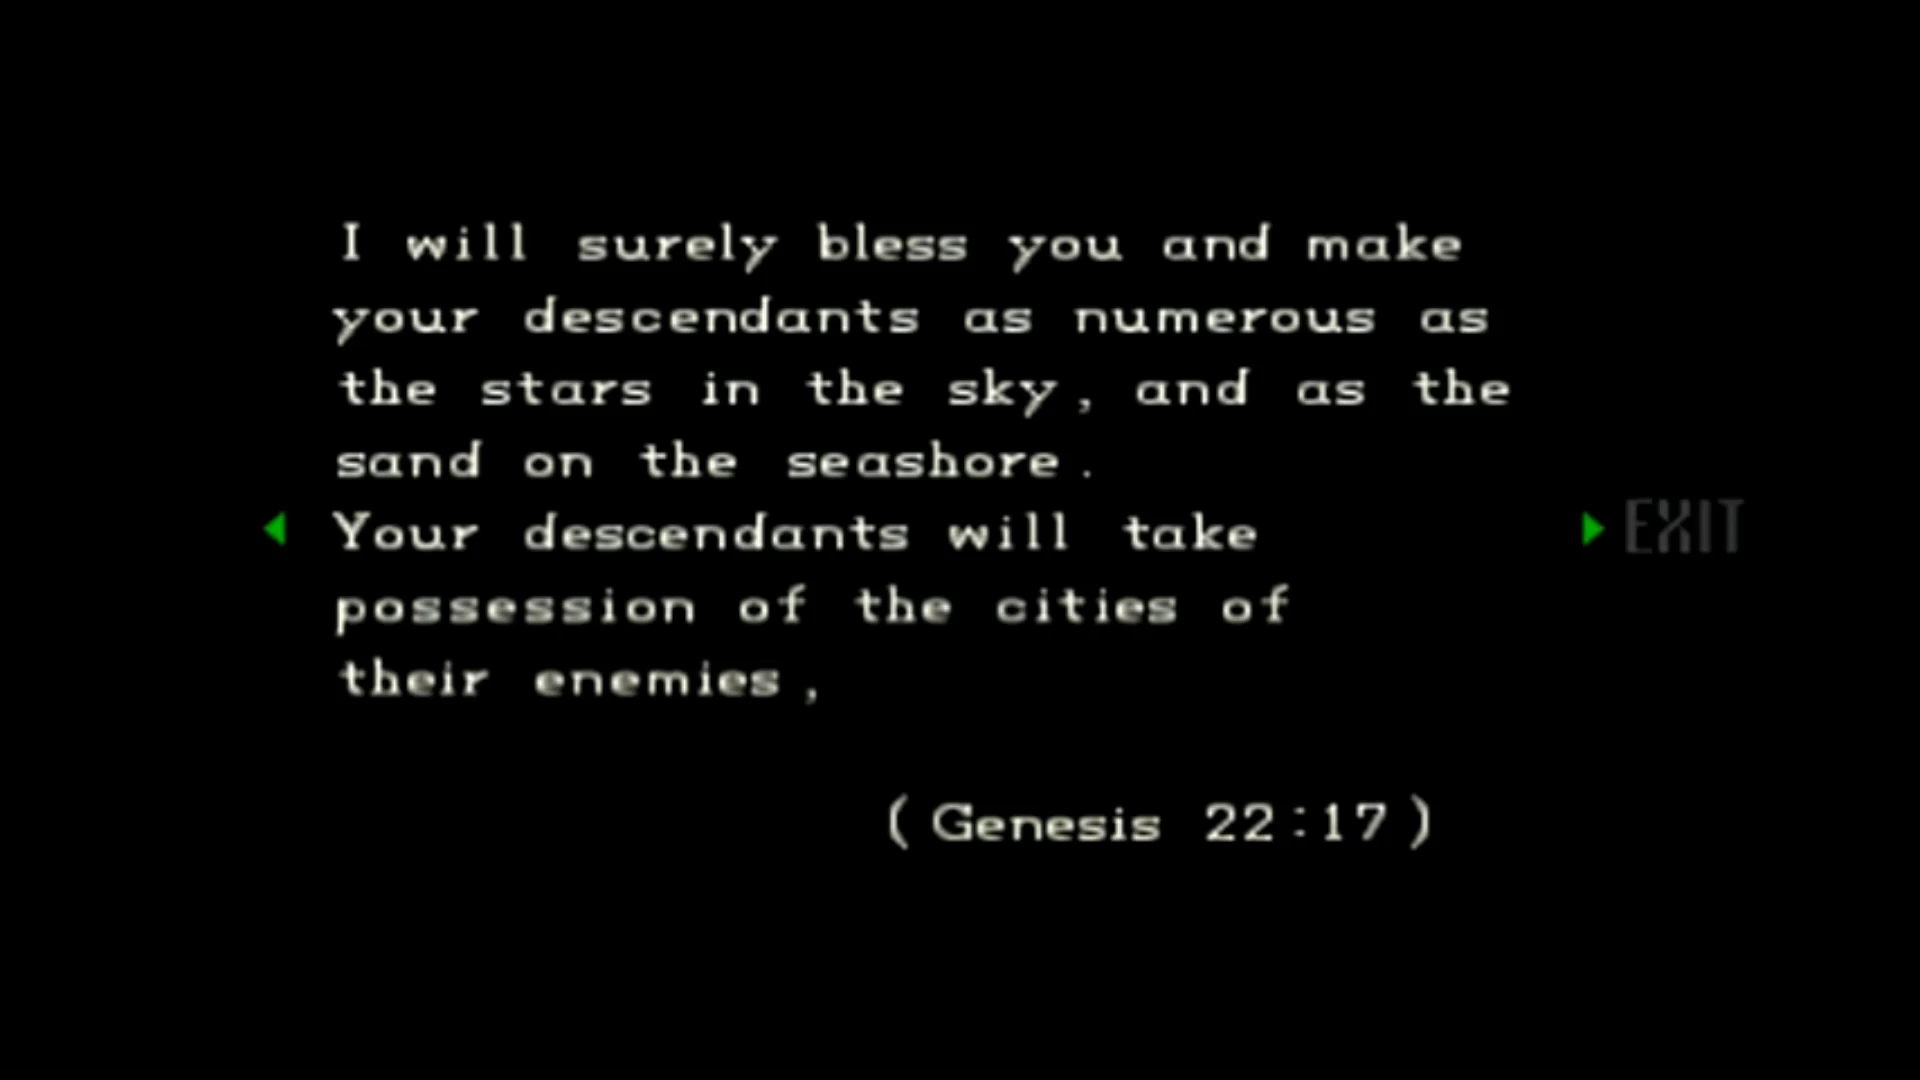 I will surely bless you and make
your descendants as numerous as
the stars in the sky, and as the
sand on the seashore.
Your descendants will take
possession of the cities of
their enemies,
(Genesis 22:17)
EXIT